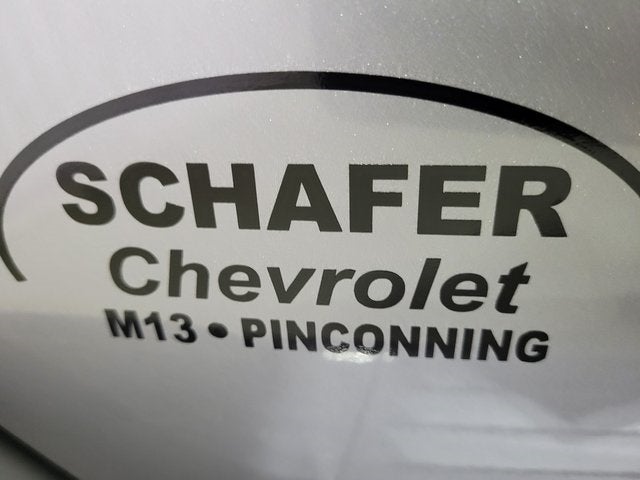 SCHAFER
Chevrolet
M13 • PINCONNING